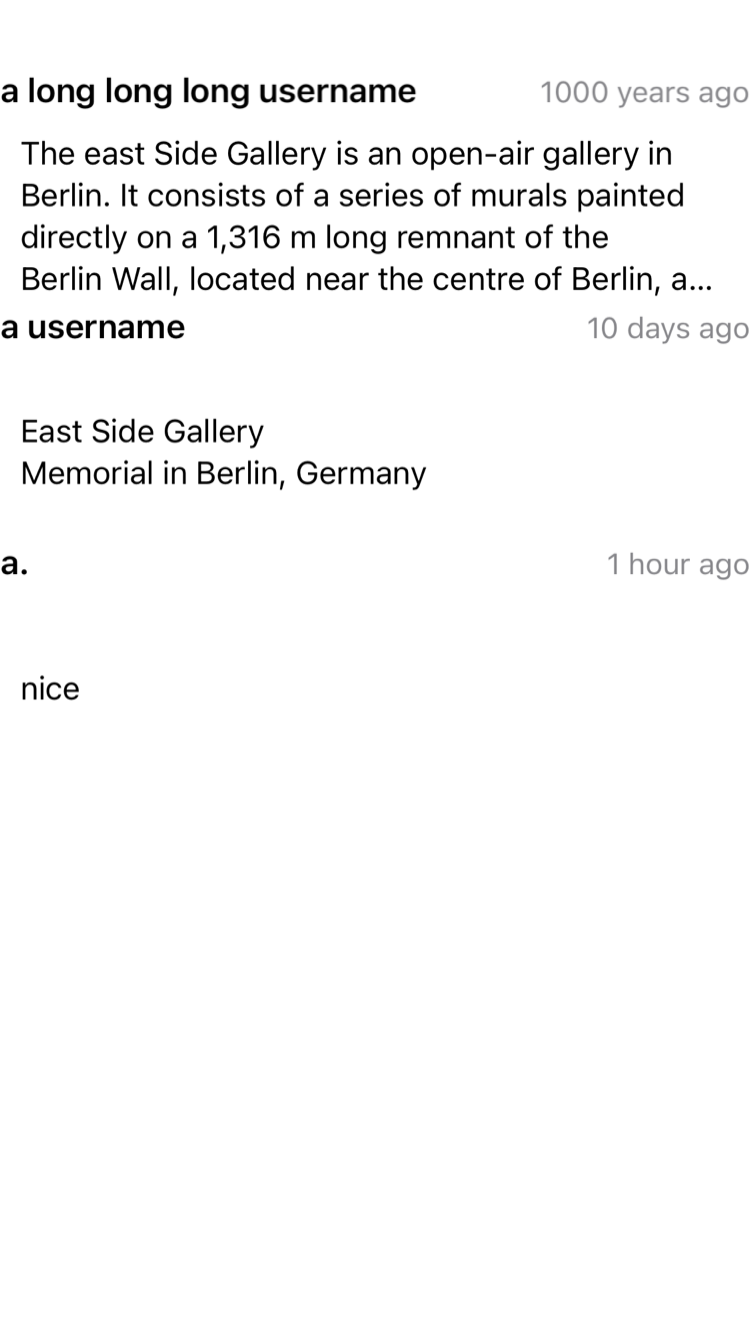 a long long long username 1000 years ago
The east Side Gallery is an open-air gallery in
Berlin. It consists of a series of murals painted
directly on a 1,316 m long remnant of the
Berlin Wall, located near the centre of Berlin, a...
a username 10 days ago
East Side Gallery
Memorial in Berlin, Germany
a. 1 hour ago
nice